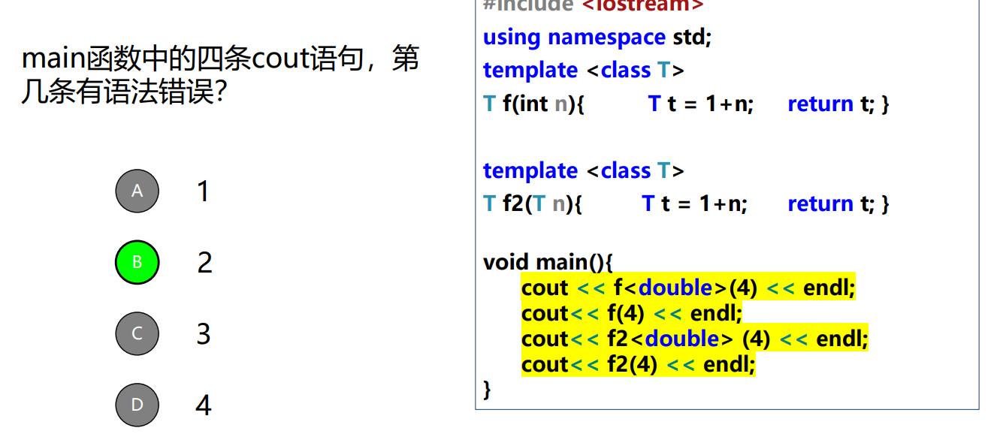 main函数中的四条cout语句，第
几条有语法错误？
A 1
B 2
C 3
D 4
#include <iostream>
using namespace std;
template <class T>
T f(int n){ T t = 1+n; return t; }
template <class T>
T f2(T n){ T t = 1+n; return t; }
void main(){
cout << f<double>(4) << endl;
cout<< f(4) << endl;
cout<< f2<double> (4) << endl;
cout<< f2(4) << endl;
}